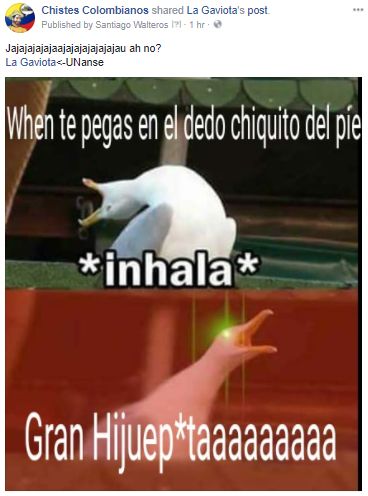 Chistes Colombianos shared La Gaviota's post.
Published by Santiago Walteros [?] · 1 hr ·
Jajajajajajaajajajajajajajau ah no?
La Gaviota<-UNanse
When te pegas en el dedo chiquito del píe
*inhala*
Gran Hijuep*taaaaaaaaa